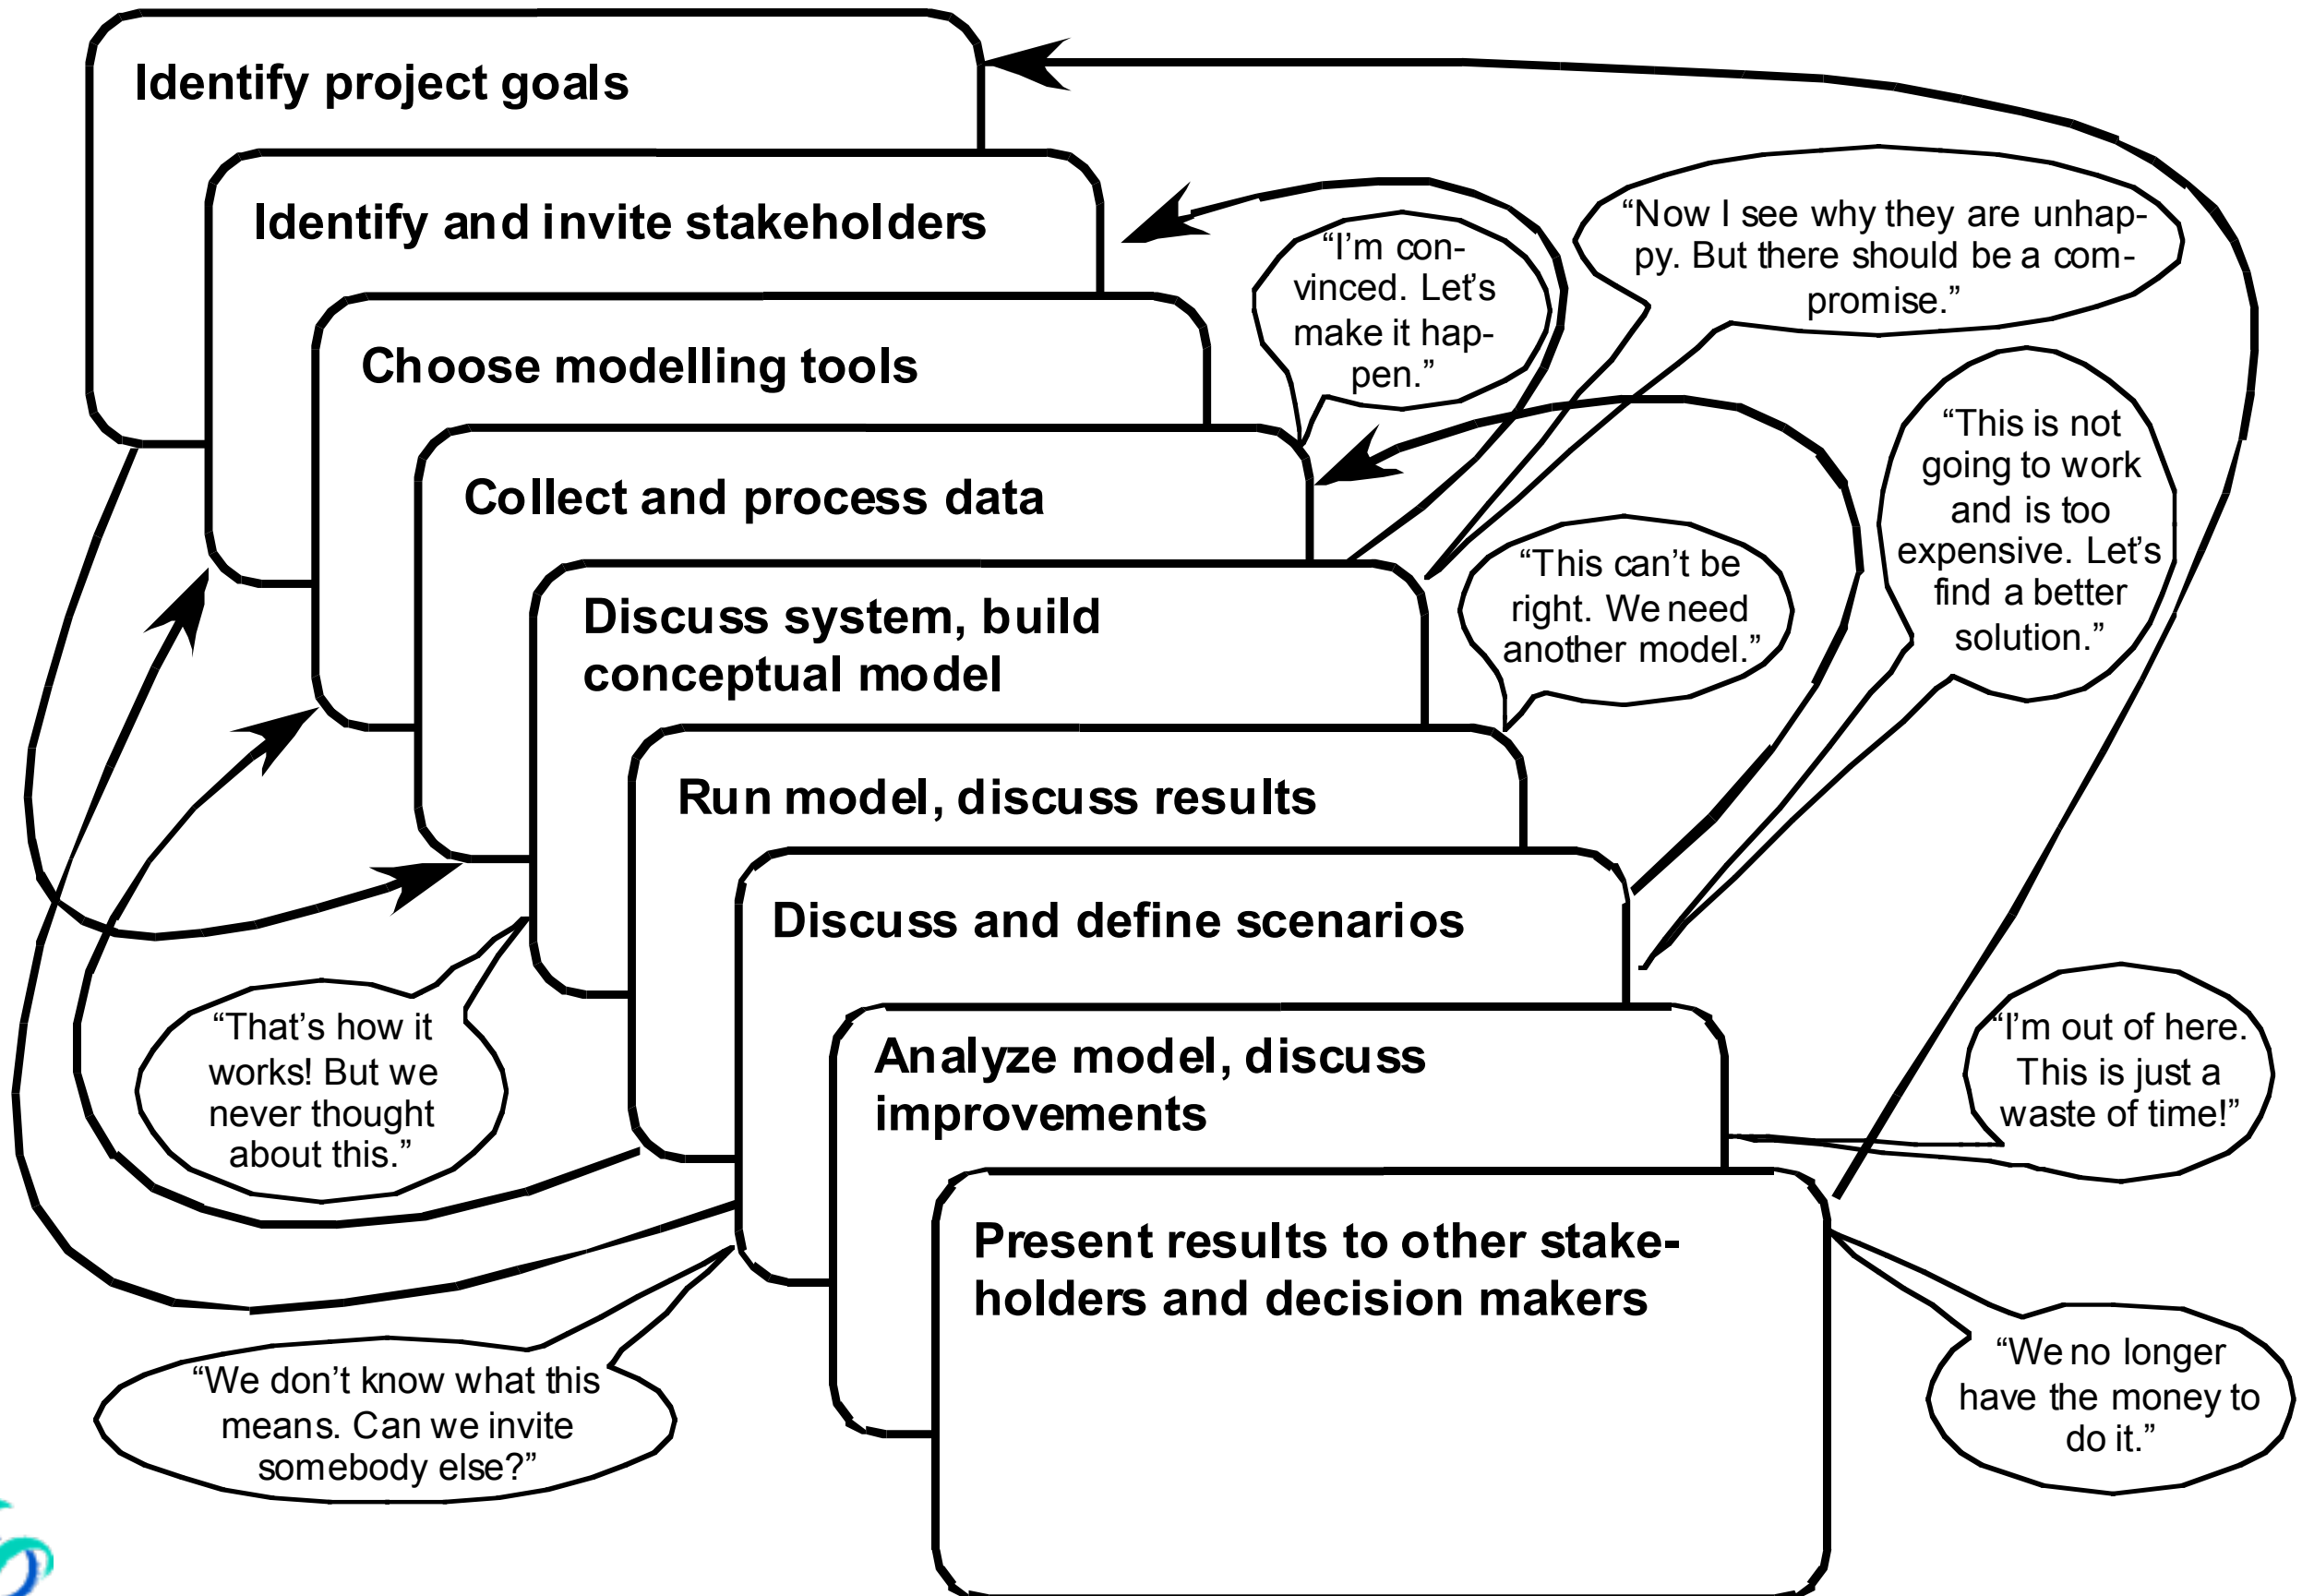 Identify project goals
Identify and invite stakeholders
“Now I see why they are unhap-
py. But there should be a com-
promise.”
“I'm con-
vinced. Let's
make it hap-
pen.”
Choose modelling tools
“This is not
going to work
and is too
expensive. Let's
find a better
solution.”
Collect and process data
“This can’t be
right. We need
another model.”
Discuss system, build
conceptual model
Run model, discuss results
Discuss and define scenarios
“That’s how it
works! But we
never thought
about this.”
“I’m out of here.
This is just a
waste of time!”
Analyze model, discuss
improvements
Present results to other stake-
holders and decision makers
“We don’t know what this
means. Can we invite
somebody else?”
“We no longer
have the money to
do it.”